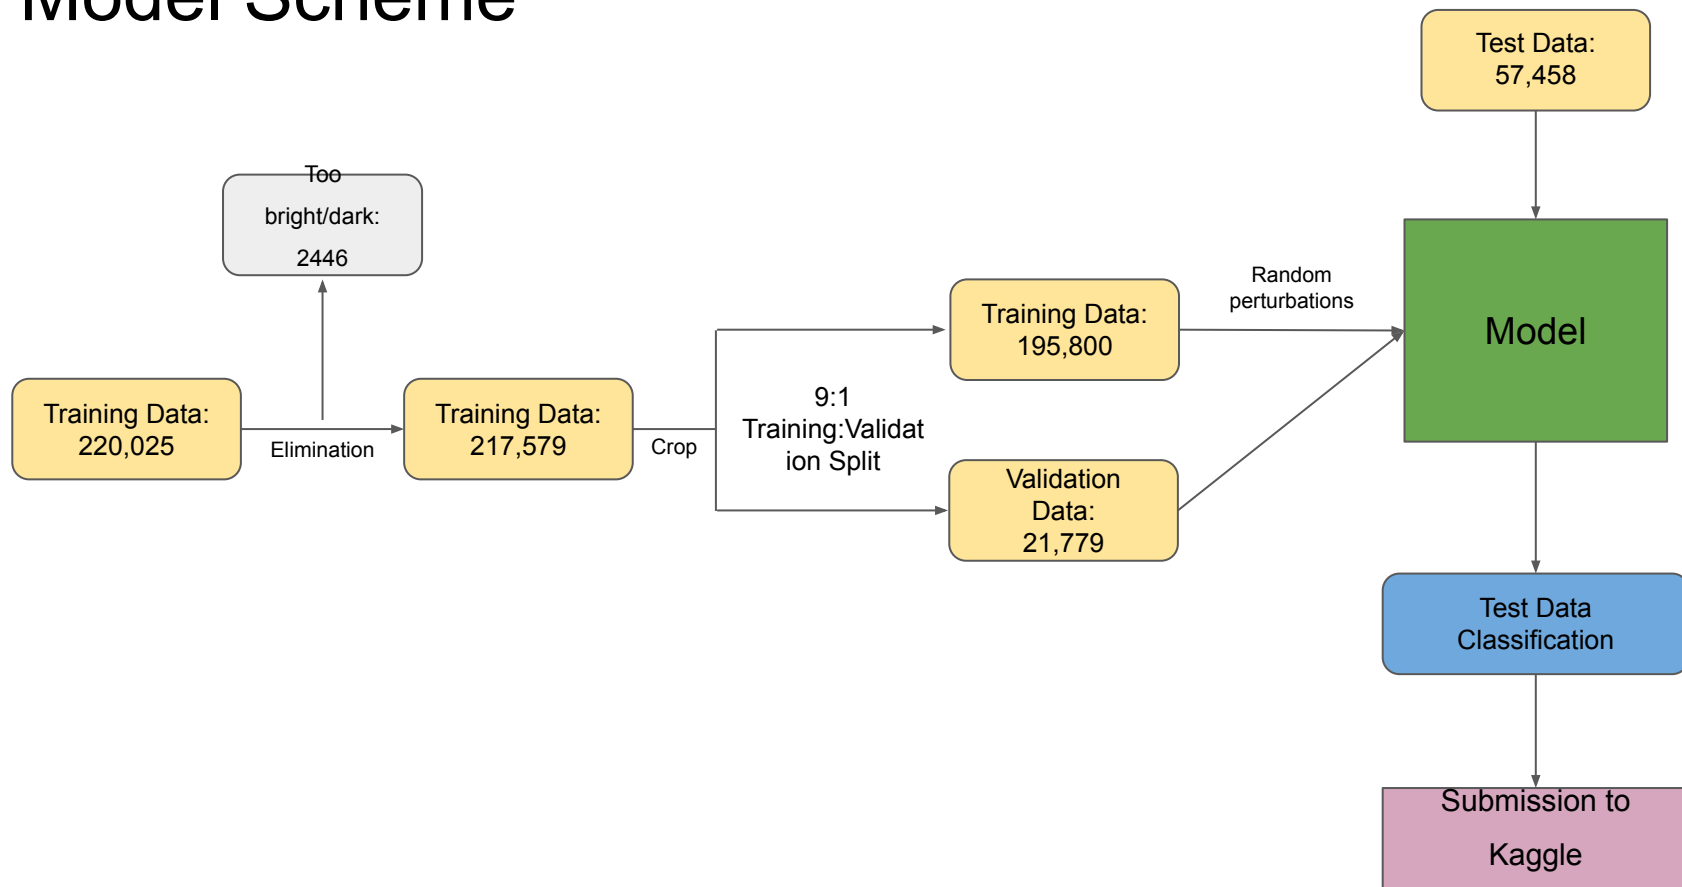 Model Scheme
Test Data:
57,458
Too
bright/dark:
2446
Training Data:
220,025
Elimination
Training Data:
217,579
Crop
9:1
Training:Validat
ion Split
Training Data:
195,800
Validation
Data:
21,779
Random
perturbations
Model
Test Data
Classification
Submission to
Kaggle